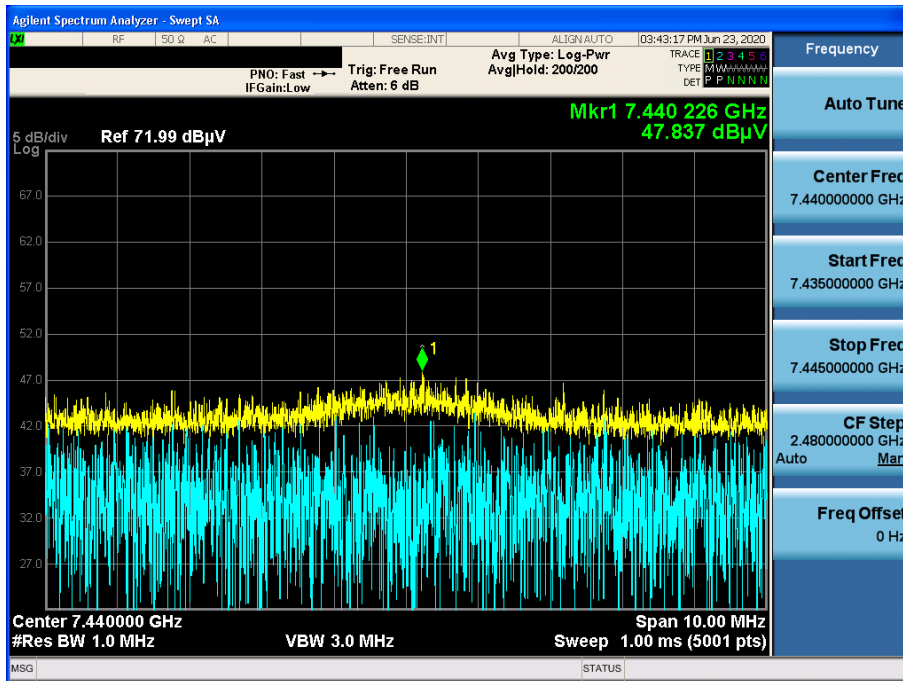 Agilent Spectrum Analyzer - Swept SA
LXI RF 50 Ω AC SENSE:INT ALIGN AUTO 03:43:17 PM Jun 23, 2020
Frequency
PNO: Fast
IFGain:Low
Trig: Free Run
Atten: 6 dB
Avg Type: Log-Pwr
Avg|Hold: 200/200
TRACE 1 2 3 4 5 6
TYPE M W W W W W
DET P P N N N N
Auto Tune
Mkr1 7.440 226 GHz
47.837 dBµV
5 dB/div Ref 71.99 dBµV
Log
67.0
62.0
57.0
52.0
47.0
42.0
37.0
32.0
27.0
1
Center Freq
7.440000000 GHz
Start Freq
7.435000000 GHz
Stop Freq
7.445000000 GHz
CF Step
2.480000000 GHz
Auto Man
Freq Offset
0 Hz
Center 7.440000 GHz Span 10.00 MHz
#Res BW 1.0 MHz VBW 3.0 MHz Sweep 1.00 ms (5001 pts)
MSG STATUS